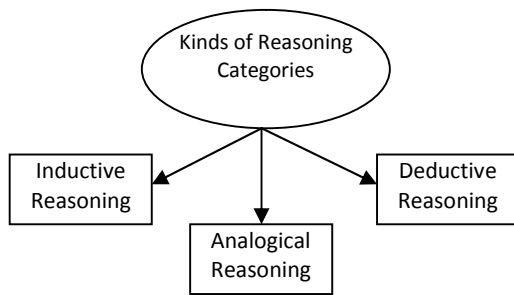 Kinds of Reasoning
Categories
Inductive
Reasoning
Analogical
Reasoning
Deductive
Reasoning